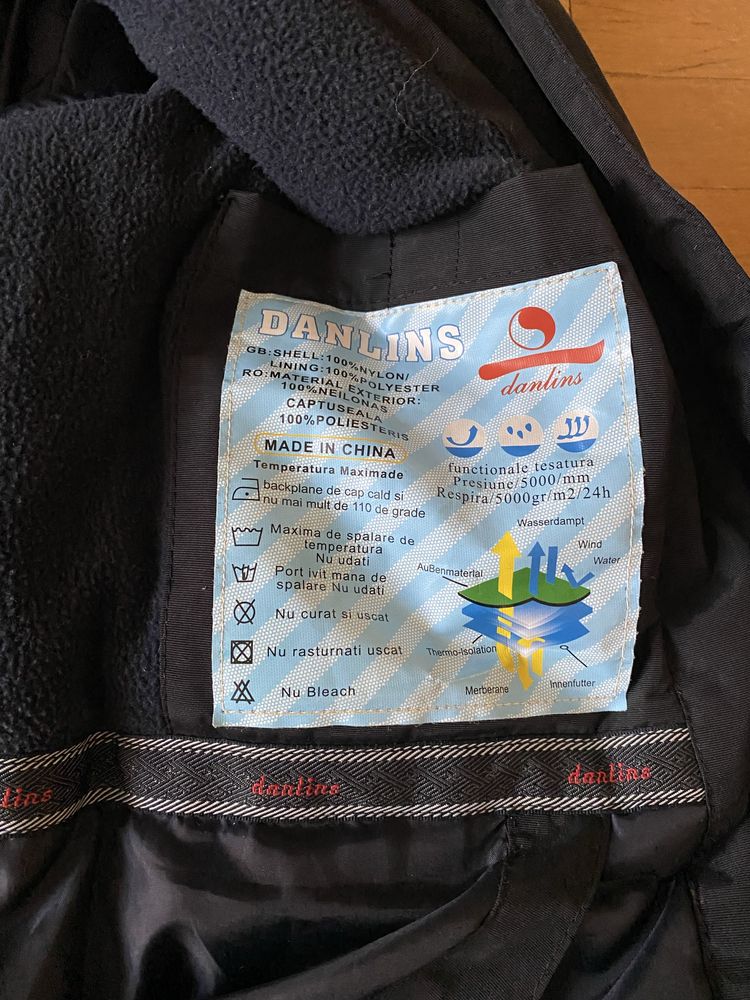 DANLINS
GB:SHELL:100%NYLON/
LINING:100%POLYESTER
RO:MATERIAL EXTERIOR:
100%NEILONAS
CAPTUSEALA
100%POLIESTERIS
MADE IN CHINA
Temperatura Maximade
backplane de cap cald si
nu mai mult de 110 de grade
Maxima de spalare de
temperatura
Nu udati
Port ivit mana de
spalare Nu udati
Nu curat si uscat
Nu rasturnati uscat
Nu Bleach
danlins
functionale tesatura
Presiune/5000/mm
Respira/5000gr/m2/24h
Wasserdampt
Wind
Water
AuBenmaterial
Thermo-Isolation
Merberane
Innenfutter
danlins
danlins